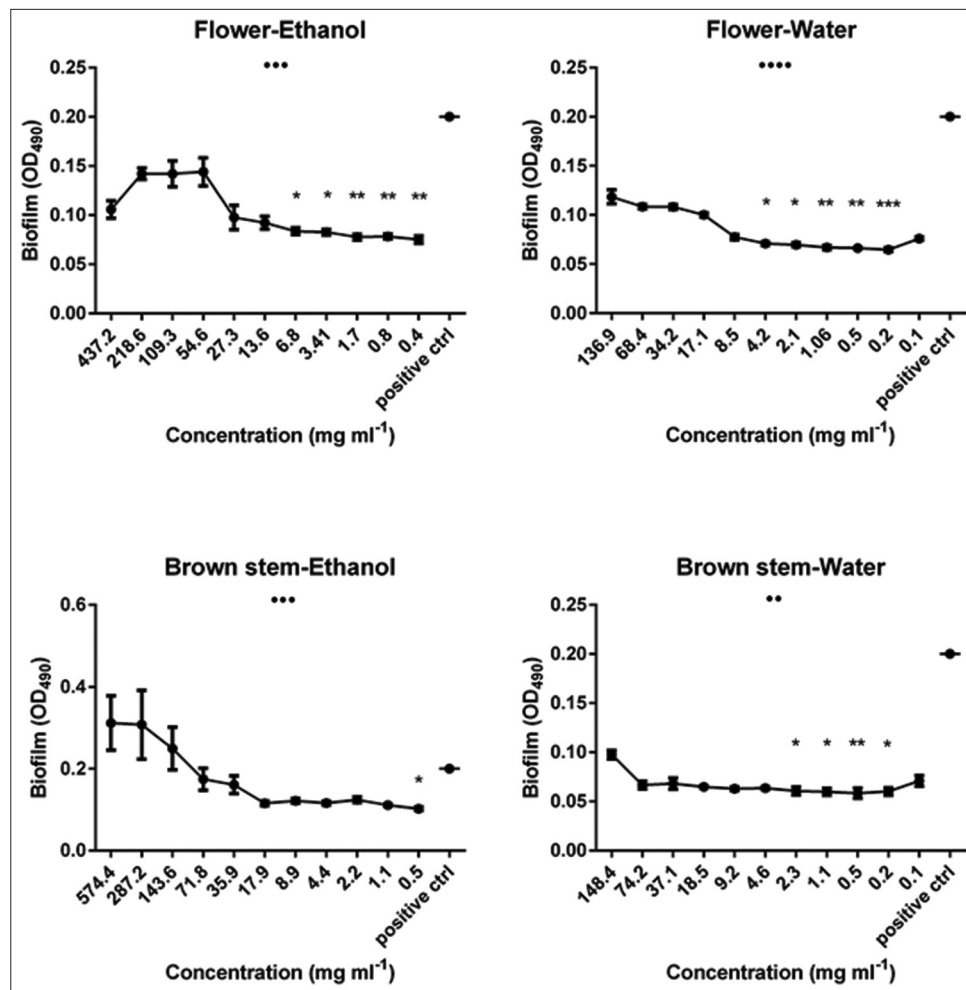 Flower-Ethanol
•••
0.25
0.20
0.15
0.10
0.05
0.00
Biofilm (OD490)
* * ** ** **
437.2 218.6 109.3 54.6 27.3 13.6 6.8 3.41 1.7 0.8 0.4 positive ctrl
Concentration (mg ml-1)
Flower-Water
••••
0.25
0.20
0.15
0.10
0.05
0.00
Biofilm (OD490)
* * ** ** ***
136.9 68.4 34.2 17.1 8.5 4.2 2.1 1.06 0.5 0.2 0.1 positive ctrl
Concentration (mg ml-1)
Brown stem-Ethanol
•••
0.6
0.4
0.2
0.0
Biofilm (OD490)
*
574.4 287.2 143.6 71.8 35.9 17.9 8.9 4.4 2.2 1.1 0.5 positive ctrl
Concentration (mg ml-1)
Brown stem-Water
••
0.25
0.20
0.15
0.10
0.05
0.00
Biofilm (OD490)
* * ** *
148.4 74.2 37.1 18.5 9.2 4.6 2.3 1.1 0.5 0.2 0.1 positive ctrl
Concentration (mg ml-1)